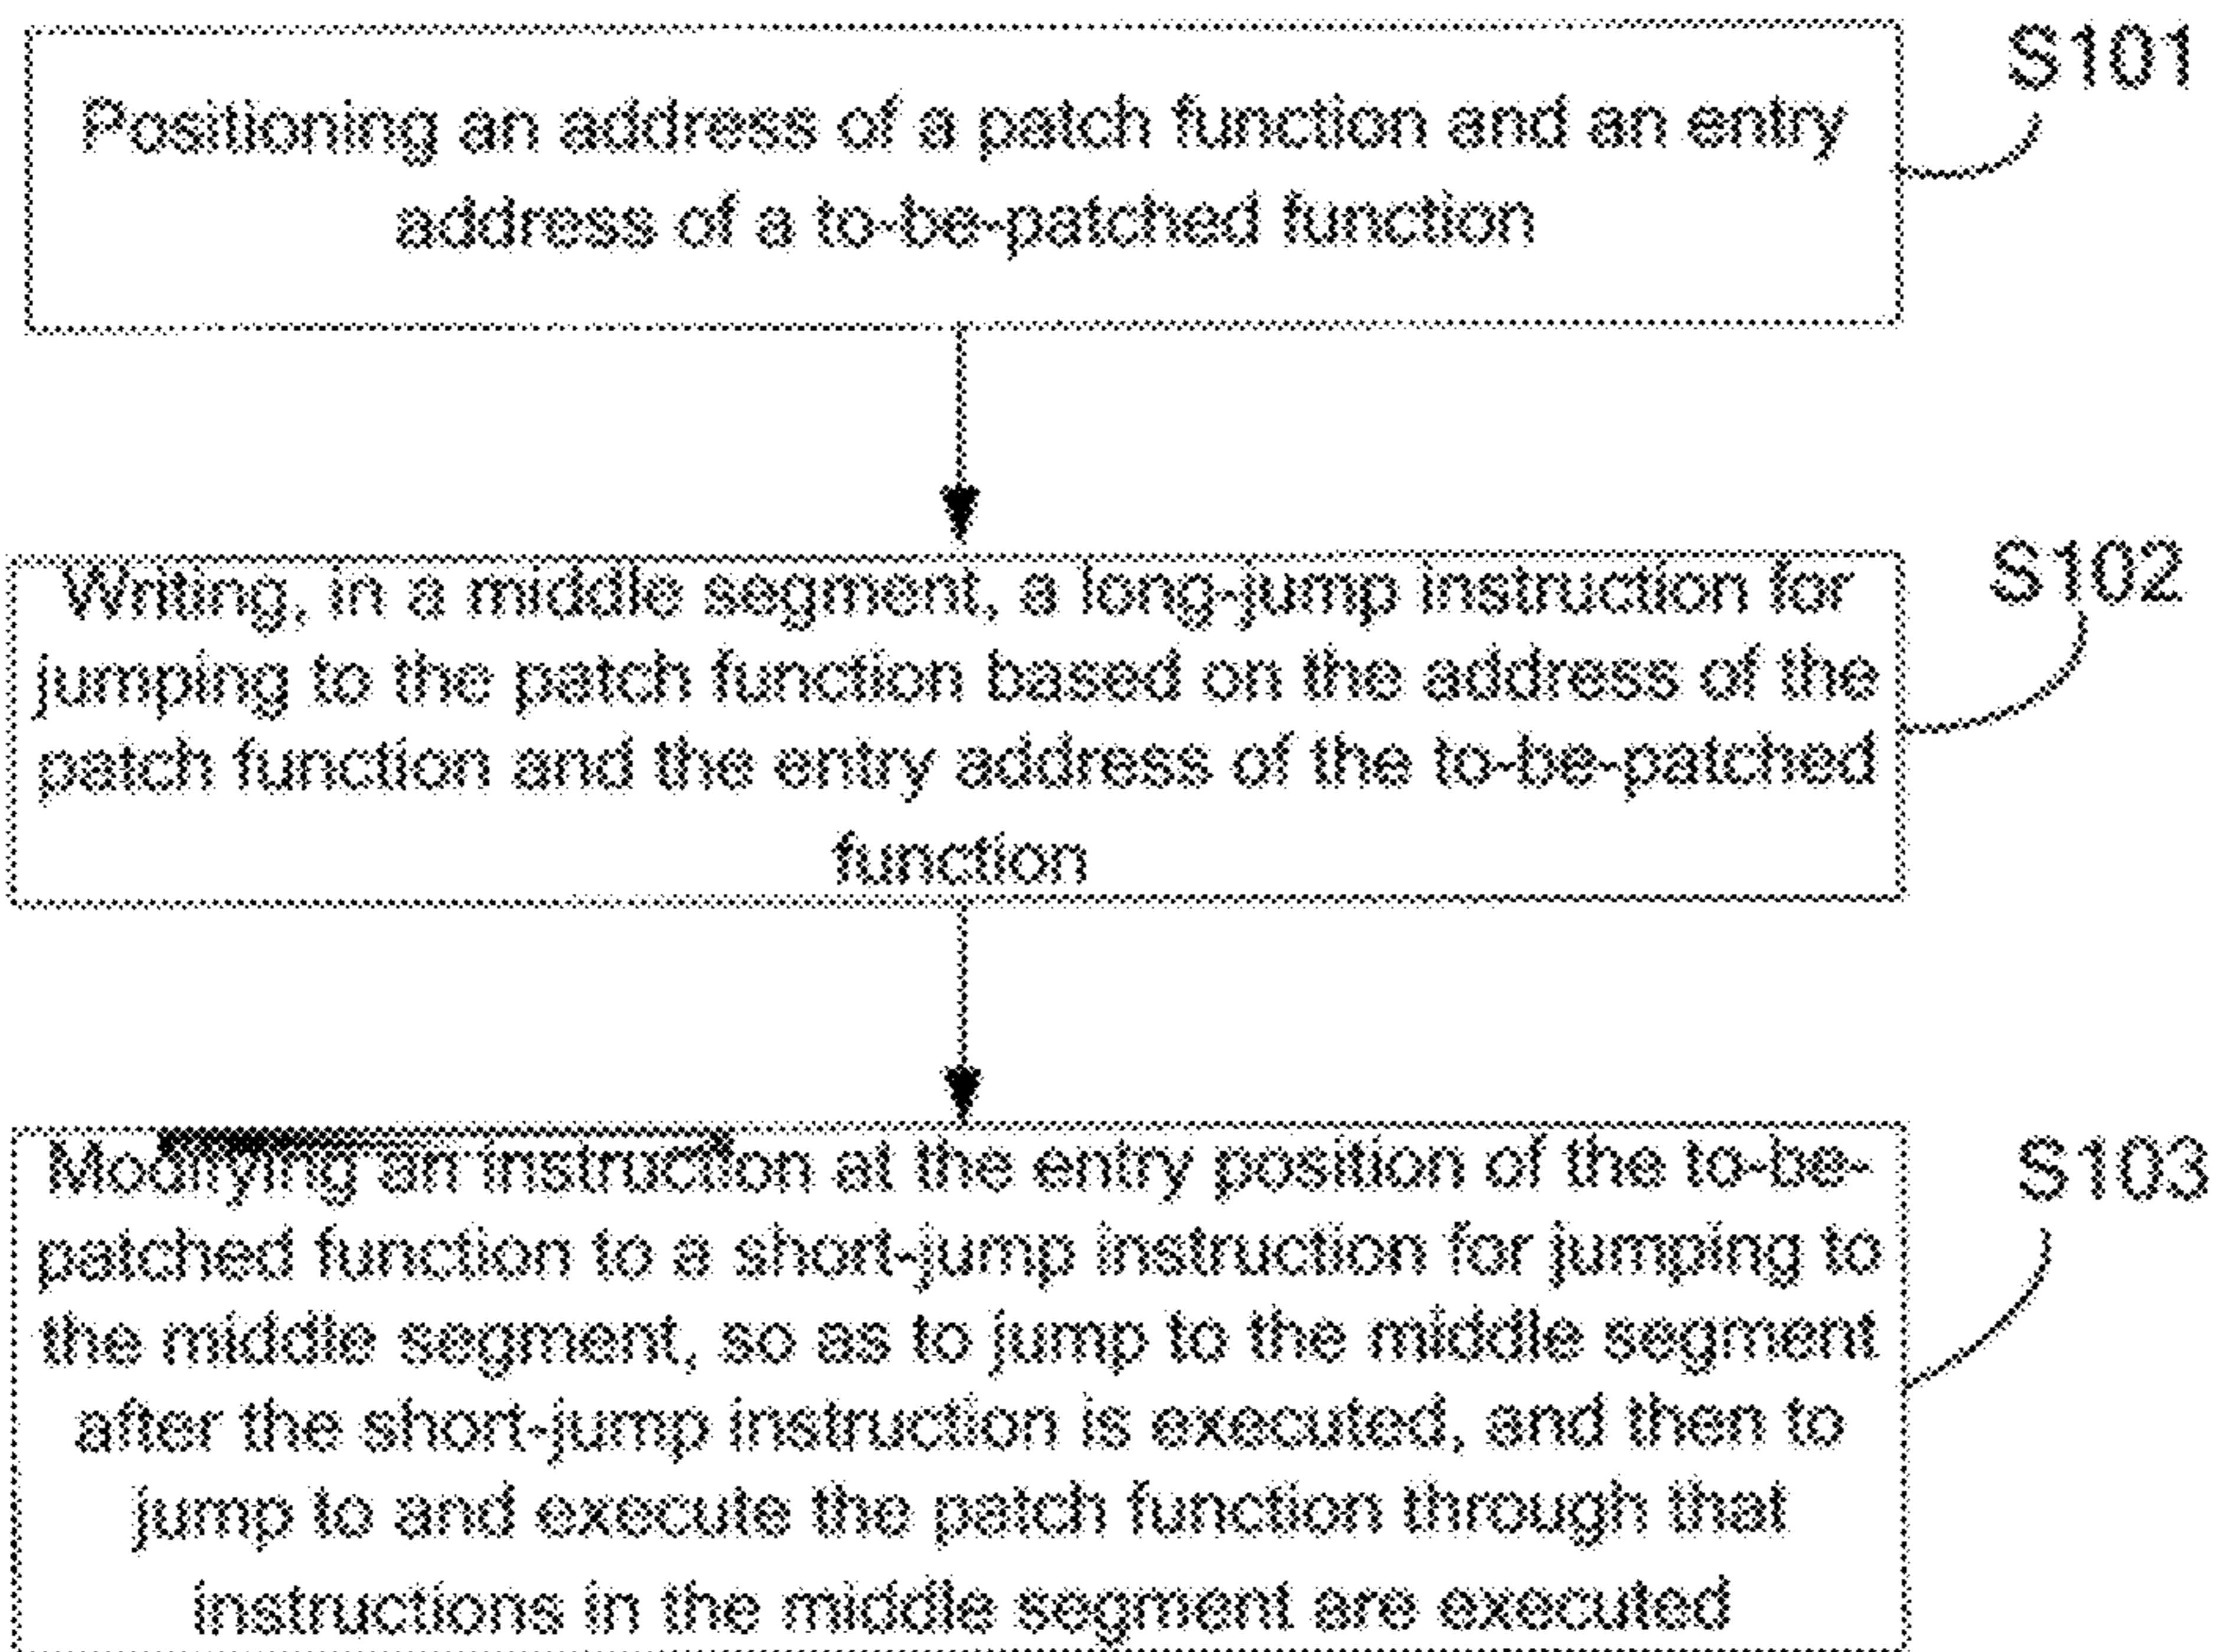 S101
Positioning an address of a patch function and an entry
address of a to-be-patched function
S102
Writing, in a middle segment, a long-jump instruction for
jumping to the patch function based on the address of the
patch function and the entry address of the to-be-patched
function
S103
Modifying an instruction at the entry position of the to-be-
patched function to a short-jump instruction for jumping to
the middle segment, so as to jump to the middle segment
after the short-jump instruction is executed, and then to
jump to and execute the patch function through that
instructions in the middle segment are executed